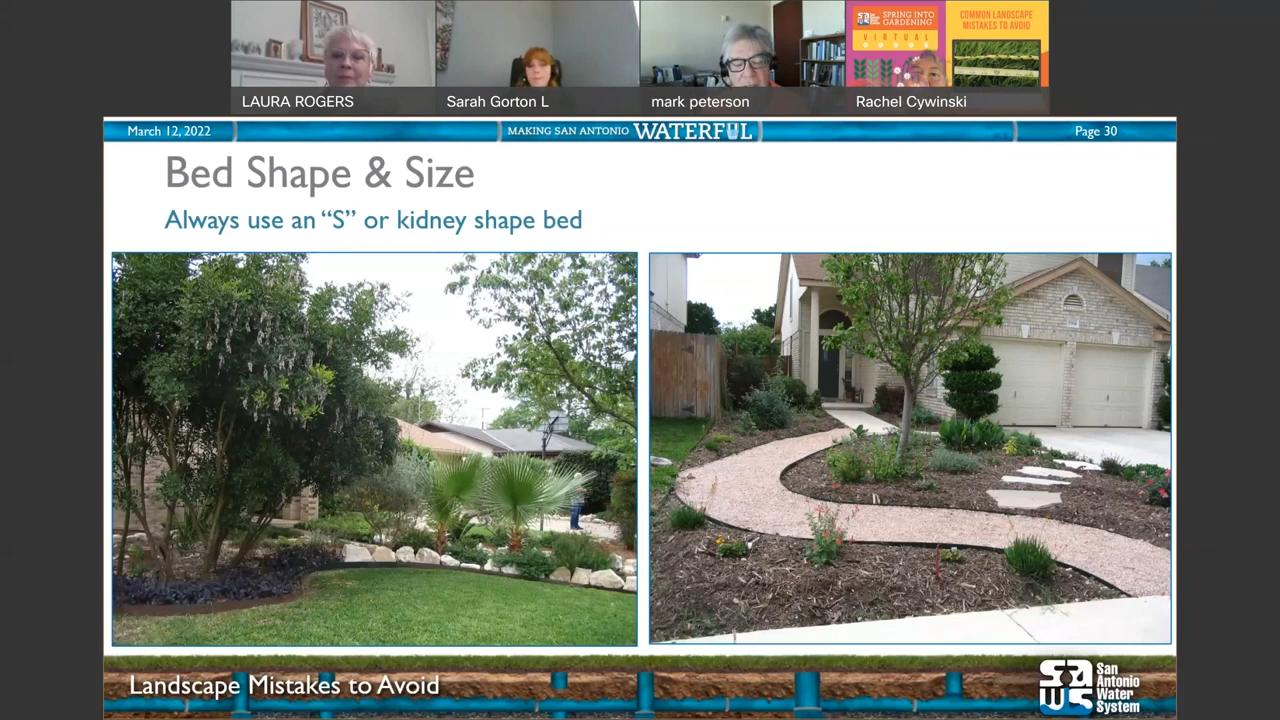 SPRING INTO
GARDENING
VIRTUAL
COMMON LANDSCAPE
MISTAKES TO AVOID
LAURA ROGERS
Sarah Gorton L
mark peterson
Rachel Cywinski
March 12, 2022
MAKING SAN ANTONIO WATERFUL
Page 30
Bed Shape & Size
Always use an “S” or kidney shape bed
Landscape Mistakes to Avoid
SAWS
San
Antonio
Water
System